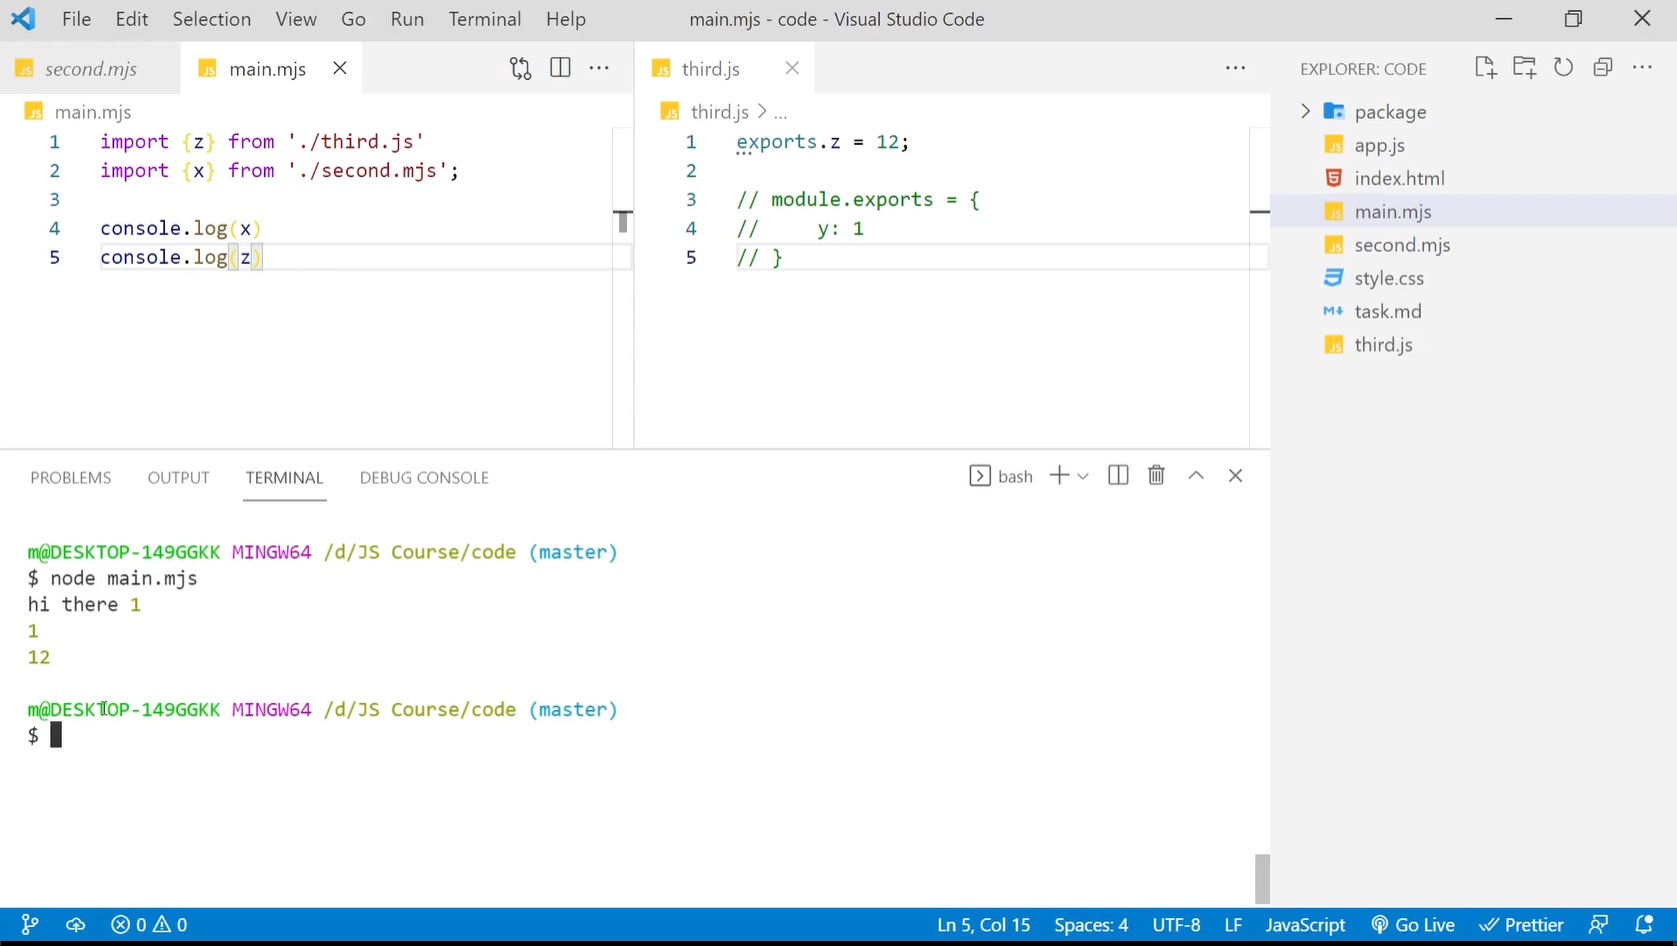 File Edit Selection View Go Run Terminal Help
main.mjs - code - Visual Studio Code
second.mjs
main.mjs
main.mjs
1 import {z} from './third.js'
2 import {x} from './second.mjs';
3
4 console.log(x)
5 console.log(z)
third.js
third.js > ...
1 exports.z = 12;
2
3 // module.exports = {
4 //     y: 1
5 // }
EXPLORER: CODE
package
app.js
index.html
main.mjs
second.mjs
style.css
task.md
third.js
PROBLEMS OUTPUT TERMINAL DEBUG CONSOLE
bash
m@DESKTOP-149GGKK MINGW64 /d/JS Course/code (master)
$ node main.mjs
hi there 1
1
12
m@DESKTOP-149GGKK MINGW64 /d/JS Course/code (master)
$
0 0
Ln 5, Col 15 Spaces: 4 UTF-8 LF JavaScript Go Live Prettier